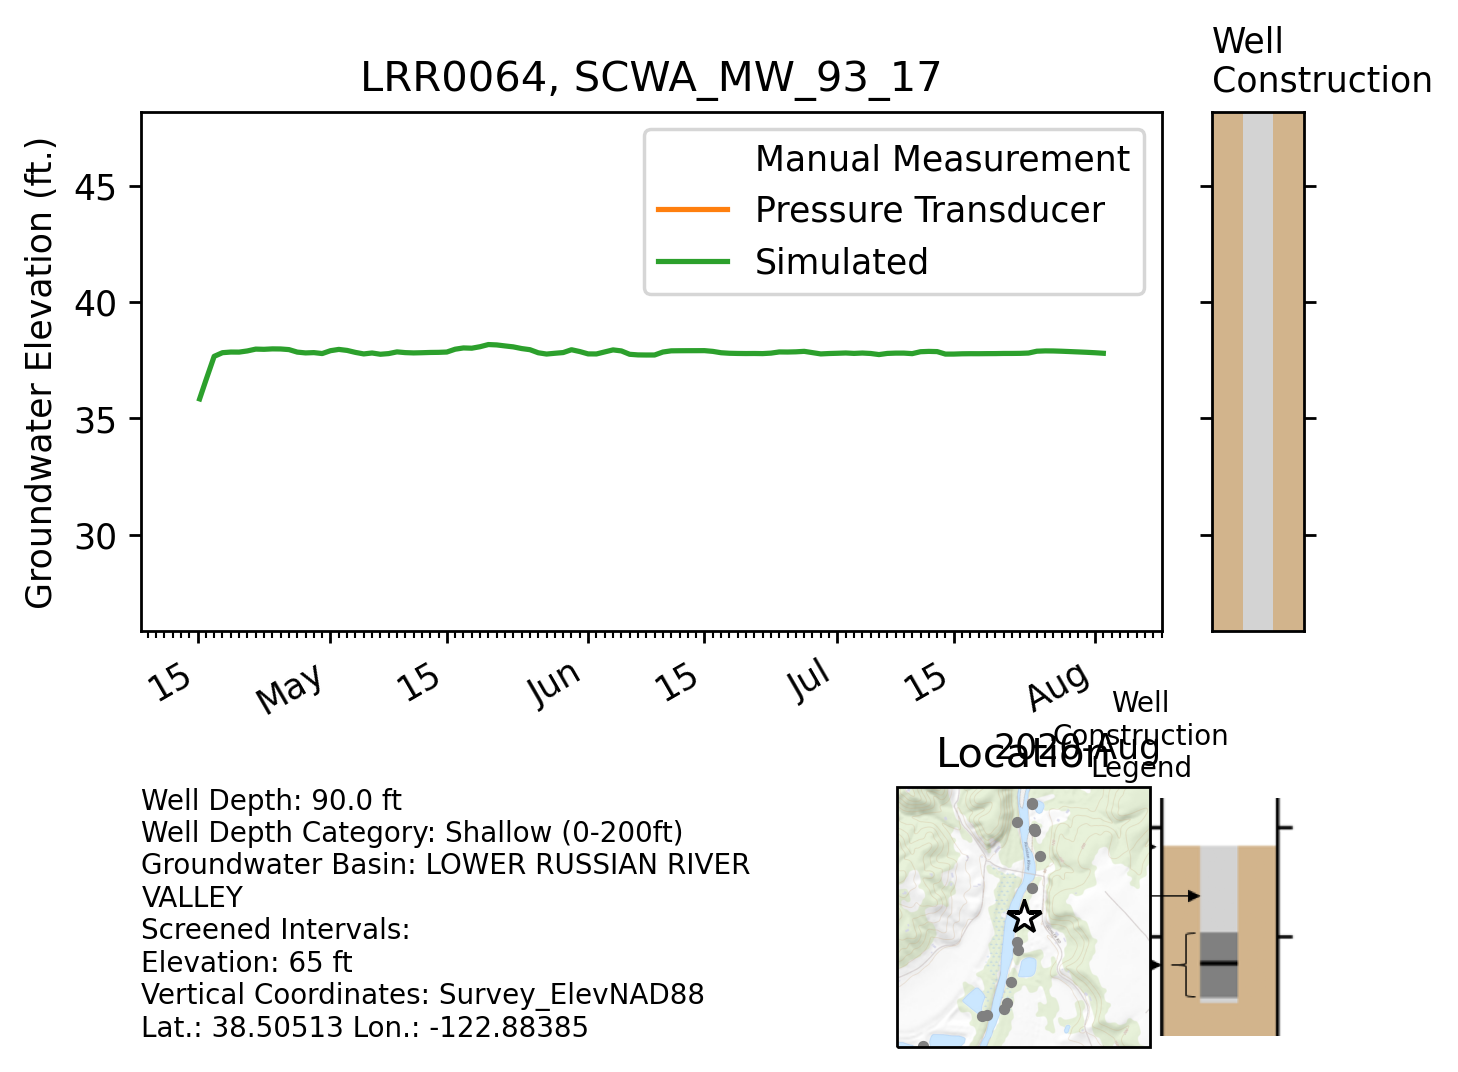 Well
Construction
LRR0064, SCWA_MW_93_17
Groundwater Elevation (ft.)
45
40
35
30
Manual Measurement
Pressure Transducer
Simulated
15
May
15
Jun
15
Jul
15
Aug
2020-Aug
Well
Construction
Legend
Location
Well Depth: 90.0 ft
Well Depth Category: Shallow (0-200ft)
Groundwater Basin: LOWER RUSSIAN RIVER
VALLEY
Screened Intervals:
Elevation: 65 ft
Vertical Coordinates: Survey_ElevNAD88
Lat.: 38.50513 Lon.: -122.88385